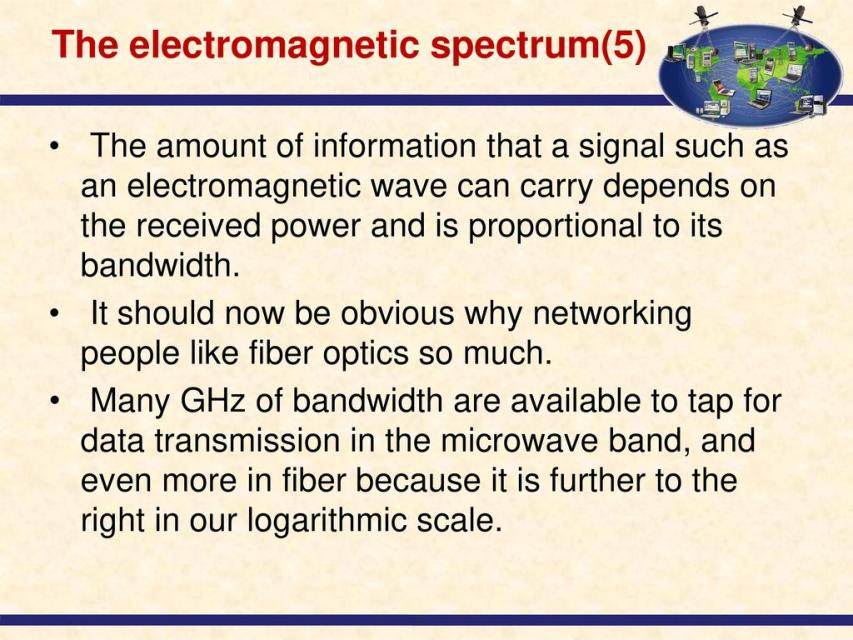 The electromagnetic spectrum(5)
• The amount of information that a signal such as
an electromagnetic wave can carry depends on
the received power and is proportional to its
bandwidth.
• It should now be obvious why networking
people like fiber optics so much.
• Many GHz of bandwidth are available to tap for
data transmission in the microwave band, and
even more in fiber because it is further to the
right in our logarithmic scale.